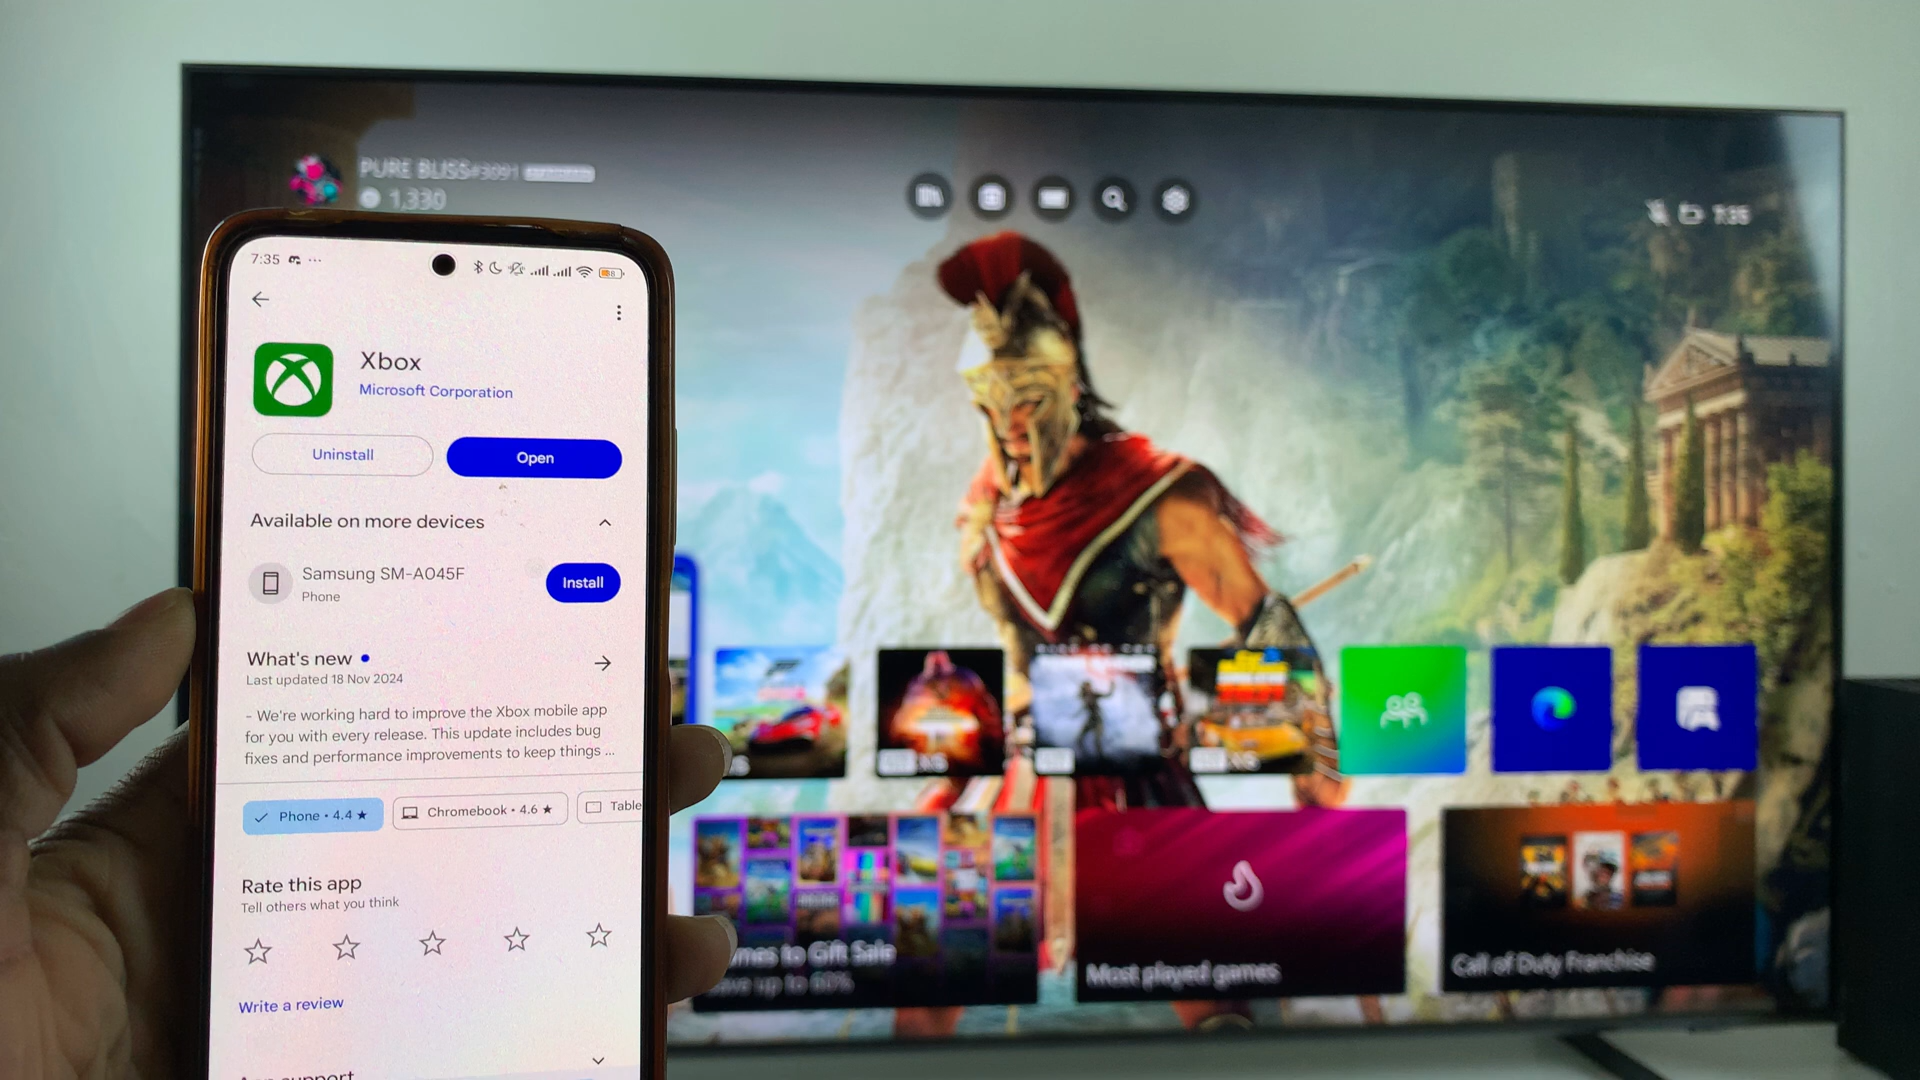 PURE BLISS#3091
1,330
7:35
7:35
Xbox
Microsoft Corporation
Uninstall
Open
Available on more devices
Samsung SM-A045F
Phone
Install
What's new
Last updated 18 Nov 2024
- We're working hard to improve the Xbox mobile app
for you with every release. This update includes bug
fixes and performance improvements to keep things ...
Phone • 4.4 ★
Chromebook • 4.6 ★
Table
Rate this app
Tell others what you think
Write a review
to Gift Sale
up to 60%
Most played games
Call of Duty Franchise